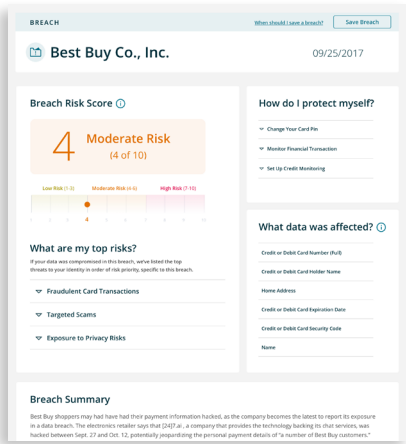 BREACH
When should I save a breach?
Save Breach
Best Buy Co., Inc.
09/25/2017
Breach Risk Score
4
Moderate Risk
(4 of 10)
Low Risk (1-3) Moderate Risk (4-6) High Risk (7-10)
1 2 3 4 5 6 7 8 9 10
What are my top risks?
If your data was compromised in this breach, we've listed the top
threats to your identity in order of risk priority, specific to this breach.
Fraudulent Card Transactions
Targeted Scams
Exposure to Privacy Risks
How do I protect myself?
Change Your Card Pin
Monitor Financial Transaction
Set Up Credit Monitoring
What data was affected?
Credit or Debit Card Number (Full)
Credit or Debit Card Holder Name
Home Address
Credit or Debit Card Expiration Date
Credit or Debit Card Security Code
Name
Breach Summary
Best Buy shoppers may have had their payment information hacked, as the company becomes the latest to report its exposure
in a data breach. The electronics retailer says that [24]7.ai , a company that provides the technology backing its chat services, was
hacked between Sept. 27 and Oct. 12, potentially jeopardizing the personal payment details of "a number of Best Buy customers."